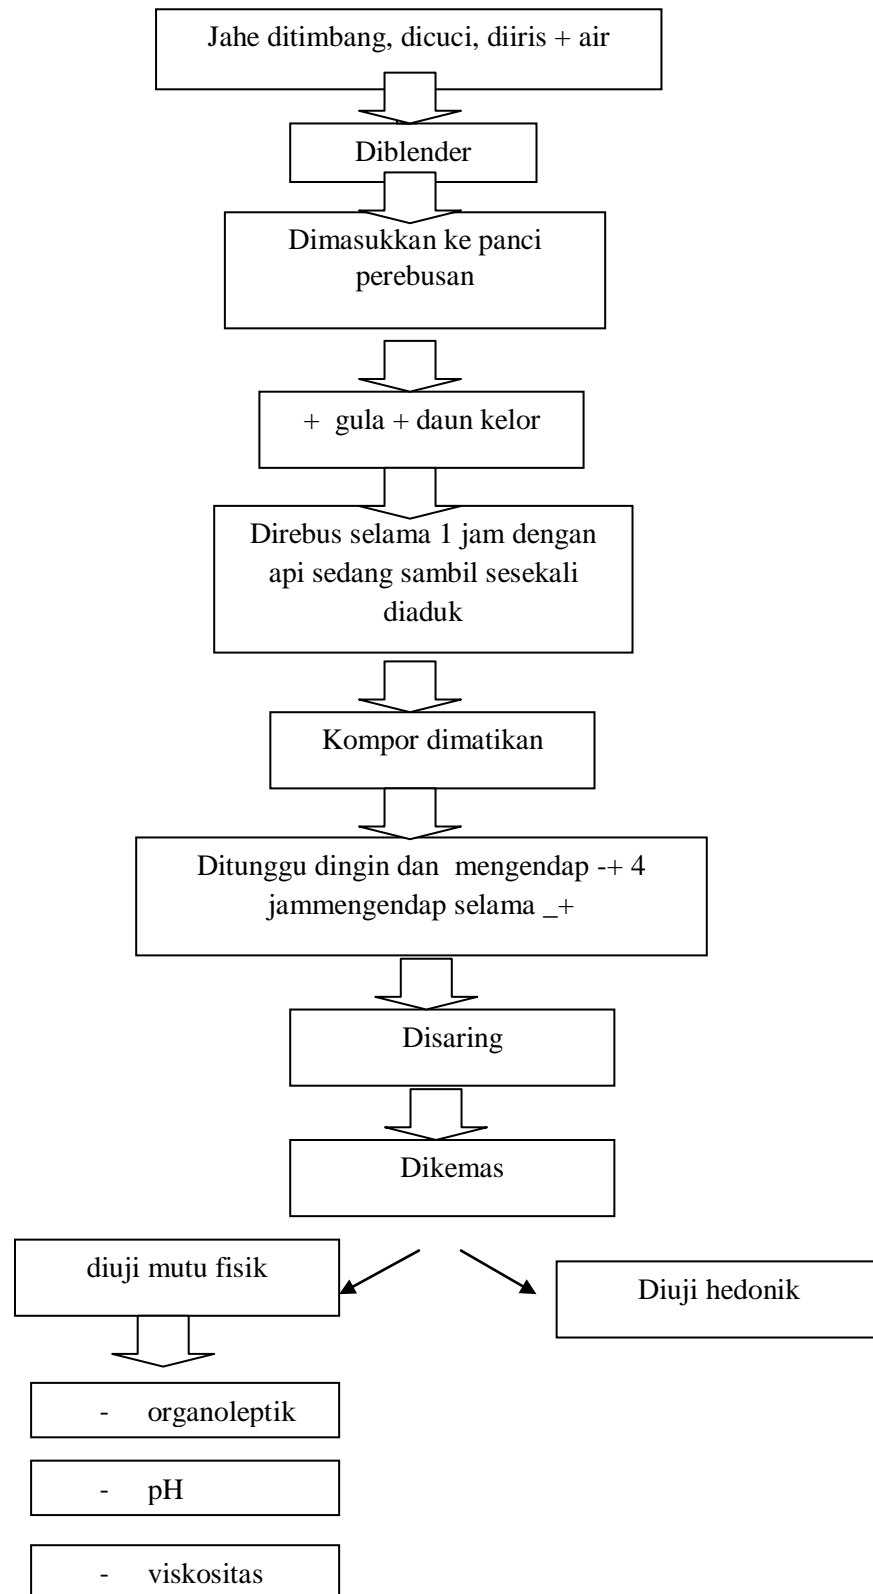 Jahe ditimbang, dicuci, diiris + air
Diblender
Dimasukkan ke panci
perebusan
+ gula + daun kelor
Direbus selama 1 jam dengan
api sedang sambil sesekali
diaduk
Kompor dimatikan
Ditunggu dingin dan mengendap -+ 4
jammengendap selama _+
Disaring
Dikemas
diuji mutu fisik
Diuji hedonik
- organoleptik
- pH
- viskositas